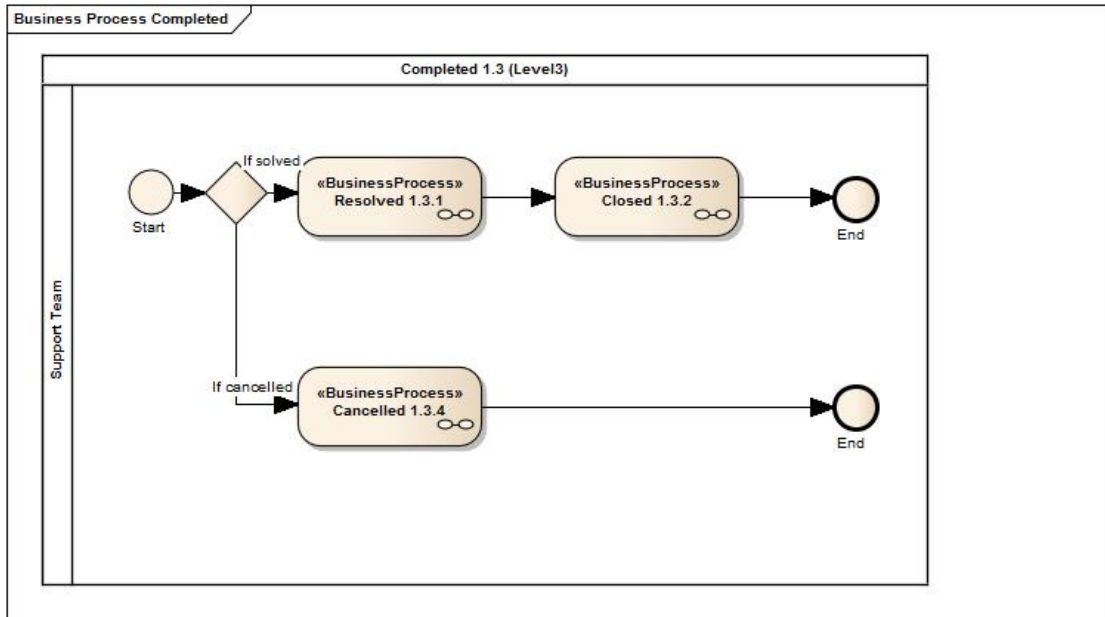 Business Process Completed
Completed 1.3 (Level3)
Support Team
If solved
«BusinessProcess»
Resolved 1.3.1
«BusinessProcess»
Closed 1.3.2
Start
End
If cancelled
«BusinessProcess»
Cancelled 1.3.4
End